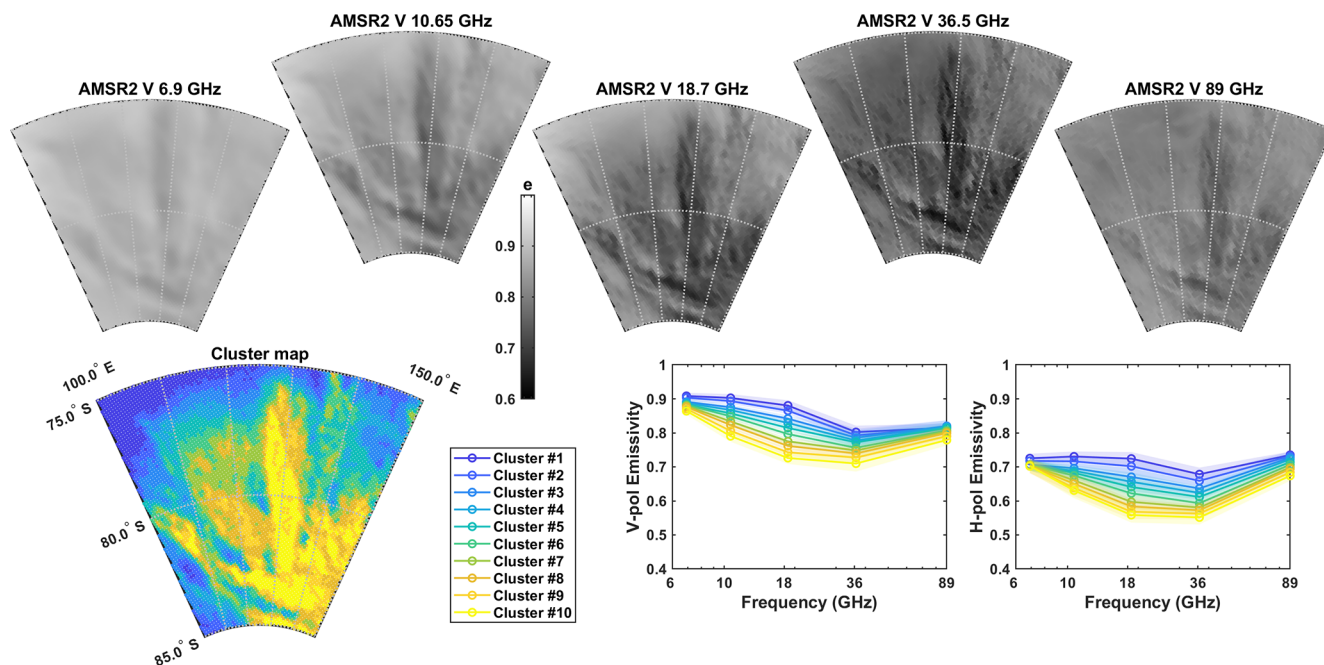 AMSR2 V 10.65 GHz
AMSR2 V 36.5 GHz
AMSR2 V 6.9 GHz
AMSR2 V 18.7 GHz
AMSR2 V 89 GHz
e
0.9
0.8
0.7
0.6
Cluster map
100.0° E
150.0° E
75.0° S
80.0° S
85.0° S
Cluster #1
Cluster #2
Cluster #3
Cluster #4
Cluster #5
Cluster #6
Cluster #7
Cluster #8
Cluster #9
Cluster #10
V-pol Emissivity
1
0.9
0.8
0.7
0.6
0.5
0.4
6 10 18 36 89
Frequency (GHz)
H-pol Emissivity
1
0.9
0.8
0.7
0.6
0.5
0.4
6 10 18 36 89
Frequency (GHz)